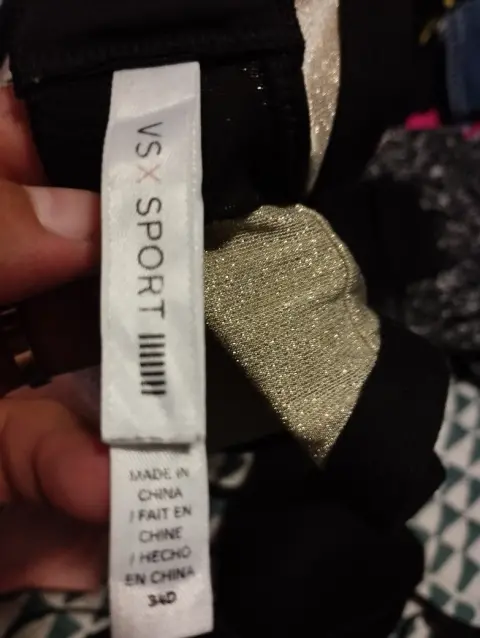 VSX SPORT
MADE IN
CHINA
/ FAIT EN
CHINE
/ HECHO
EN CHINA
34D